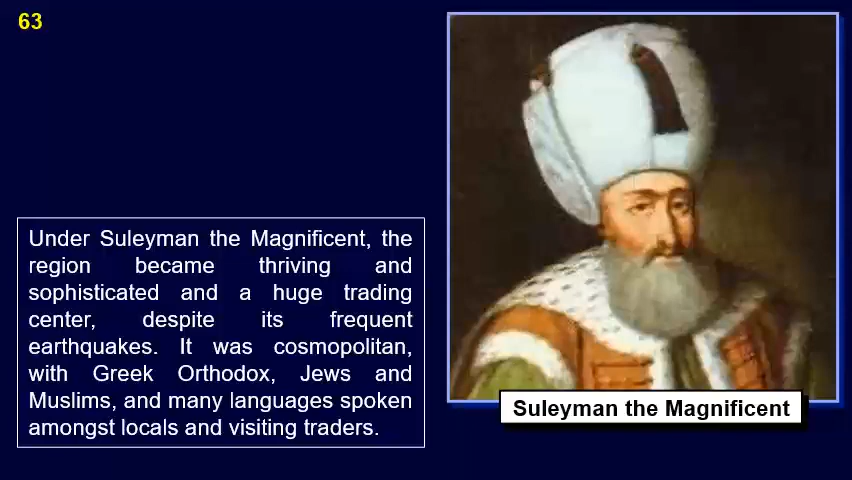 63
Under Suleyman the Magnificent, the
region became thriving and
sophisticated and a huge trading
center, despite its frequent
earthquakes. It was cosmopolitan,
with Greek Orthodox, Jews and
Muslims, and many languages spoken
amongst locals and visiting traders.
Suleyman the Magnificent